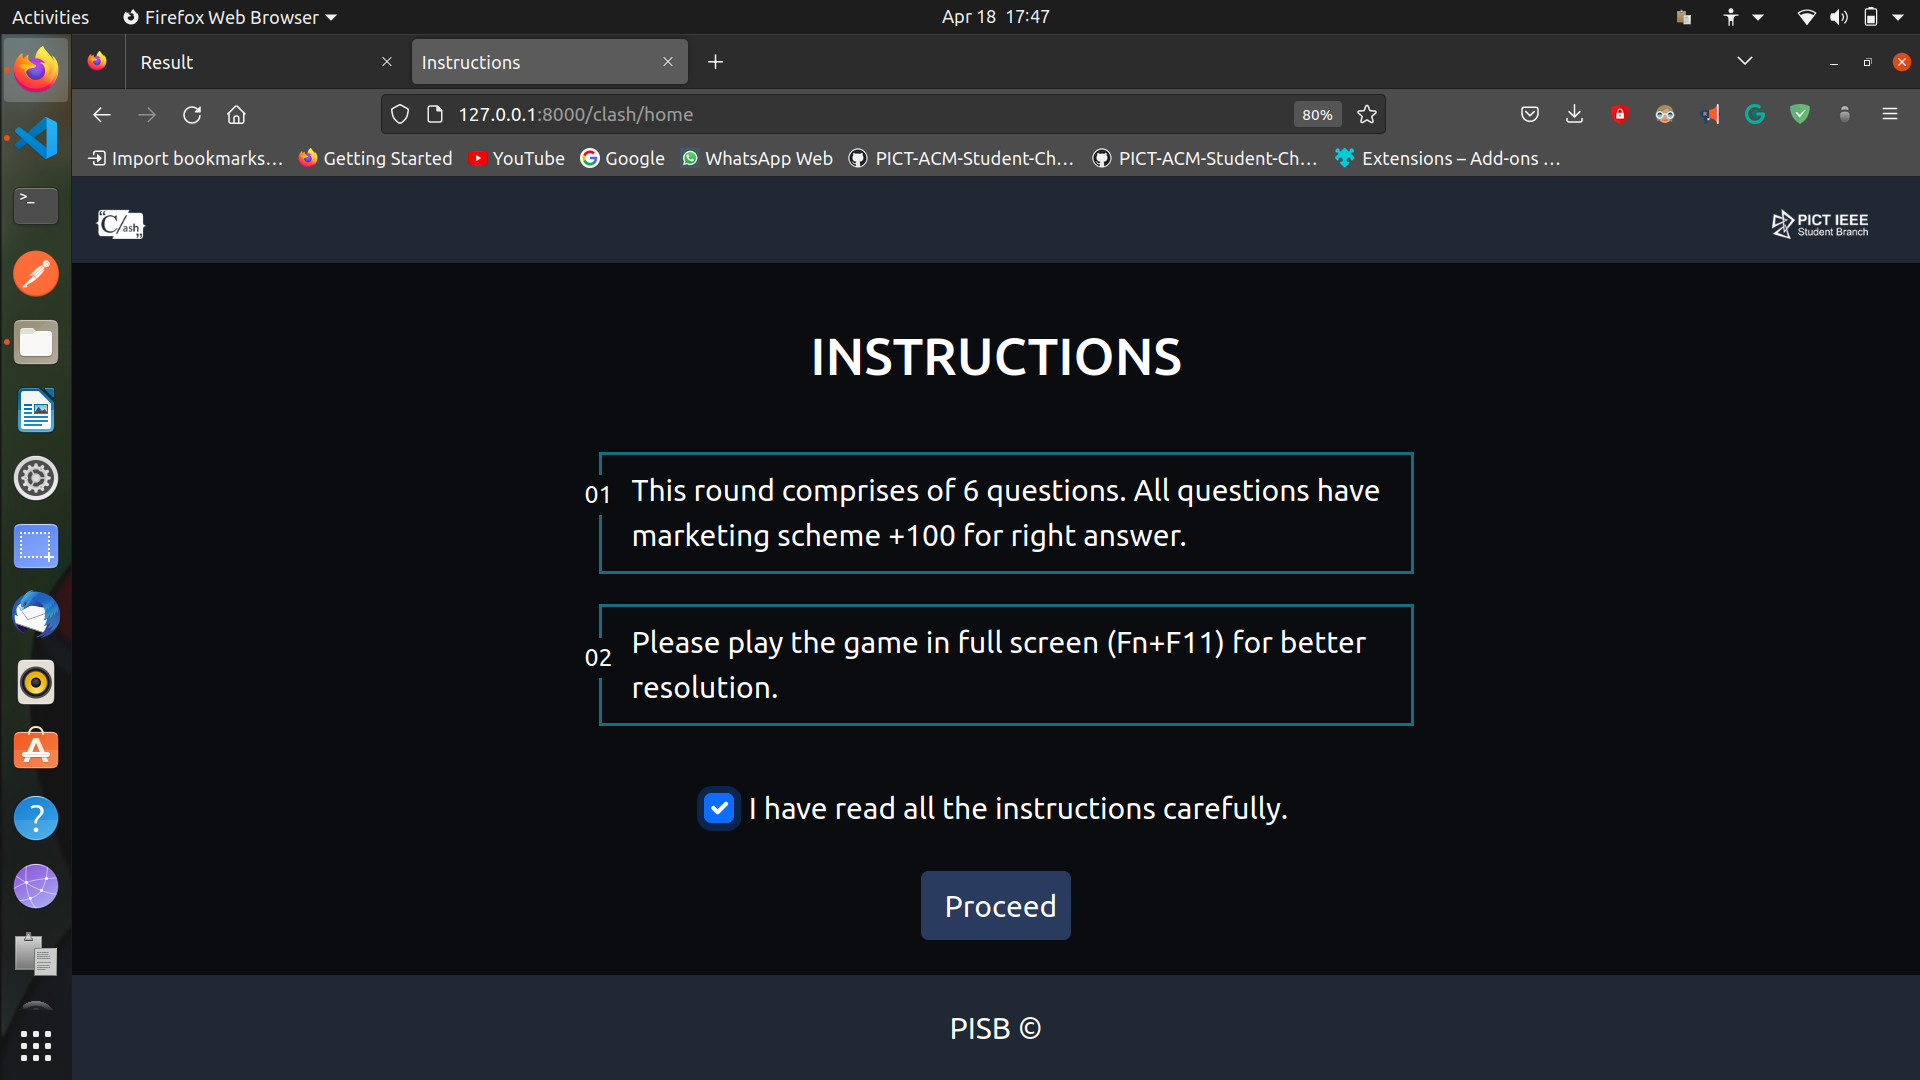 Activities
Firefox Web Browser
Apr 18 17:47
Result
Instructions
127.0.0.1:8000/clash/home
80%
Import bookmarks...
Getting Started
YouTube
Google
WhatsApp Web
PICT-ACM-Student-Ch...
PICT-ACM-Student-Ch...
Extensions – Add-ons ...
"C/ash"
PICT IEEE
Student Branch
INSTRUCTIONS
01
This round comprises of 6 questions. All questions have
marketing scheme +100 for right answer.
02
Please play the game in full screen (Fn+F11) for better
resolution.
I have read all the instructions carefully.
Proceed
PISB ©